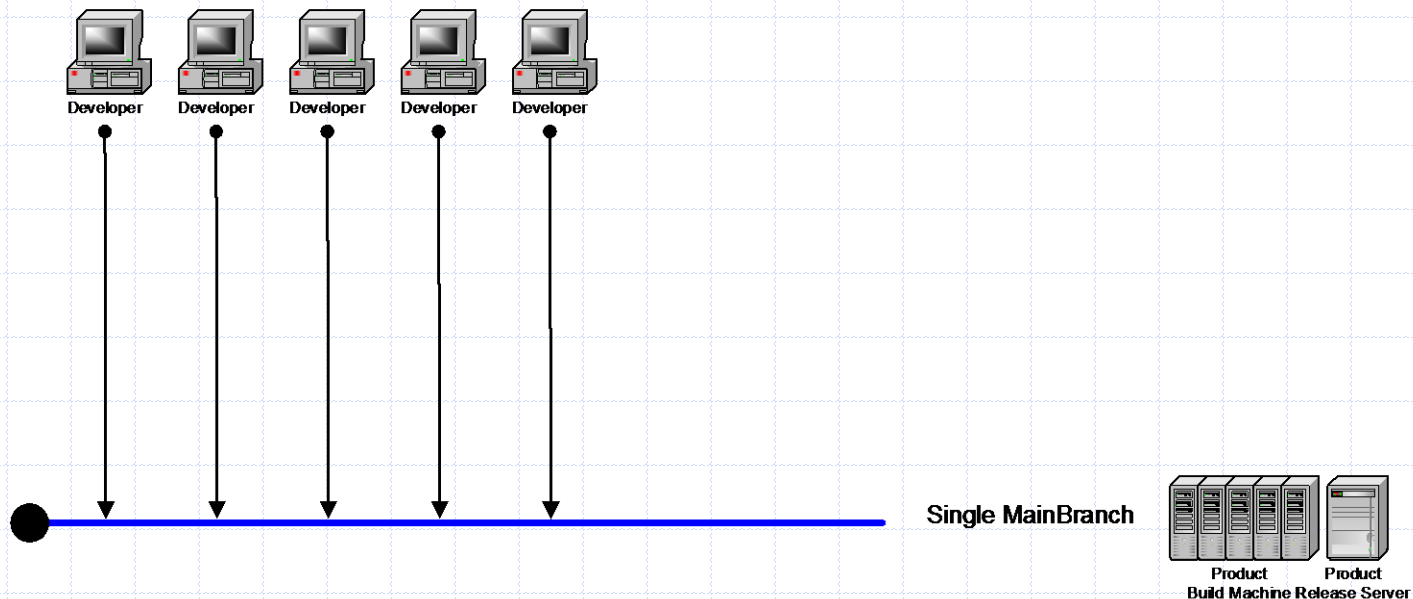 Developer Developer Developer Developer Developer
Single MainBranch
Product Product
Build Machine Release Server